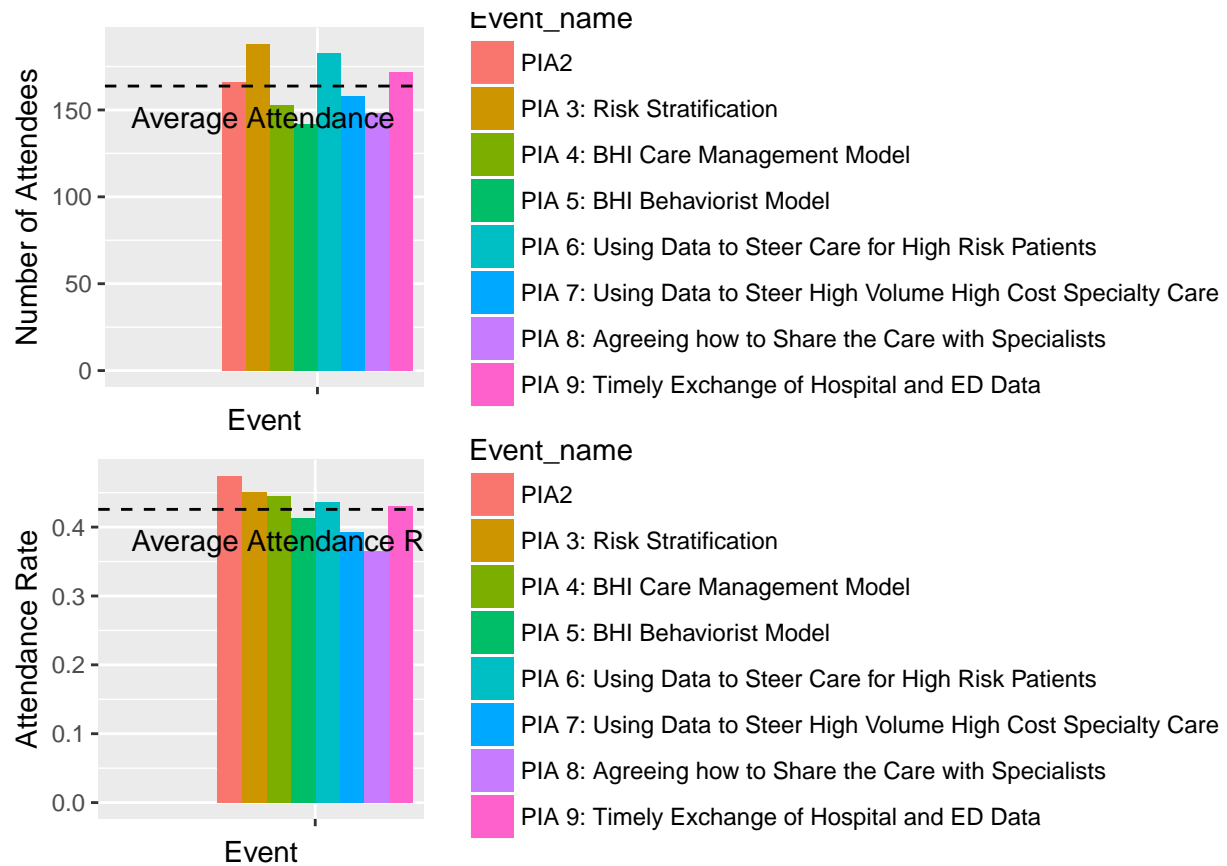 Event_name
PIA2
PIA 3: Risk Stratification
PIA 4: BHI Care Management Model
PIA 5: BHI Behaviorist Model
PIA 6: Using Data to Steer Care for High Risk Patients
PIA 7: Using Data to Steer High Volume High Cost Specialty Care
PIA 8: Agreeing how to Share the Care with Specialists
PIA 9: Timely Exchange of Hospital and ED Data
Number of Attendees
150
100
50
0
Average Attendance
Event
Event_name
PIA2
PIA 3: Risk Stratification
PIA 4: BHI Care Management Model
PIA 5: BHI Behaviorist Model
PIA 6: Using Data to Steer Care for High Risk Patients
PIA 7: Using Data to Steer High Volume High Cost Specialty Care
PIA 8: Agreeing how to Share the Care with Specialists
PIA 9: Timely Exchange of Hospital and ED Data
Attendance Rate
0.4
0.3
0.2
0.1
0.0
Average Attendance R
Event